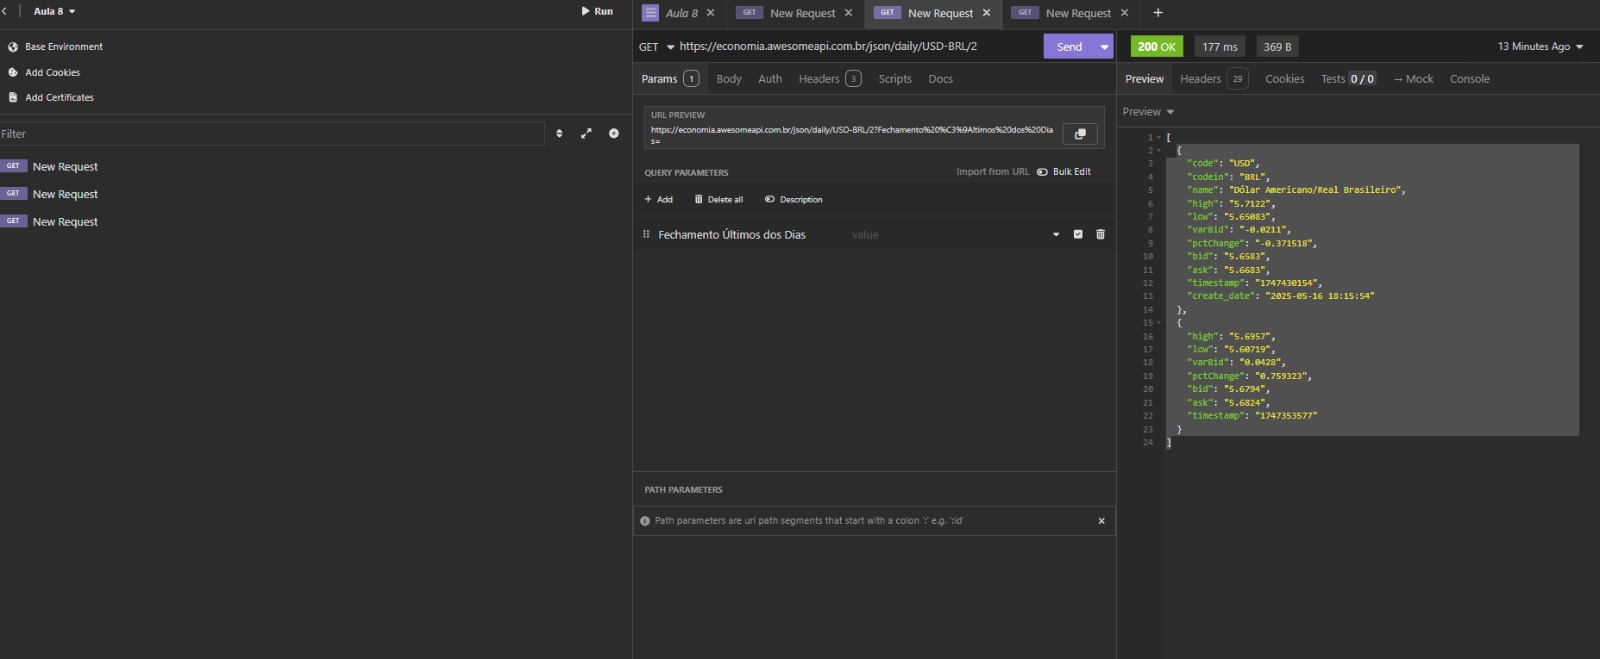 Aula 8
Run
Base Environment
Add Cookies
Add Certificates
Filter
GET New Request
GET New Request
GET New Request
Aula 8
GET New Request
GET New Request
GET New Request
GET https://economia.awesomeapi.com.br/json/daily/USD-BRL/2
Send
Params 1 Body Auth Headers 3 Scripts Docs
URL PREVIEW
https://economia.awesomeapi.com.br/json/daily/USD-BRL/2?Fechamento%20%C3%9Altimos%20dos%20Dia
s=
QUERY PARAMETERS
Import from URL Bulk Edit
Add Delete all Description
Fechamento Últimos dos Dias value
PATH PARAMETERS
Path parameters are url path segments that start with a colon ':' e.g. ':id'
200 OK 177 ms 369 B 13 Minutes Ago
Preview Headers 29 Cookies Tests 0 / 0 → Mock Console
Preview
1 [
2 {
3 "code": "USD",
4 "codein": "BRL",
5 "name": "Dólar Americano/Real Brasileiro",
6 "high": "5.7122",
7 "low": "5.65083",
8 "varBid": "-0.0211",
9 "pctChange": "-0.371518",
10 "bid": "5.6583",
11 "ask": "5.6683",
12 "timestamp": "1747430154",
13 "create_date": "2025-05-16 18:15:54"
14 },
15 {
16 "high": "5.6957",
17 "low": "5.60719",
18 "varBid": "0.0428",
19 "pctChange": "0.759323",
20 "bid": "5.6794",
21 "ask": "5.6824",
22 "timestamp": "1747353577"
23 }
24 ]